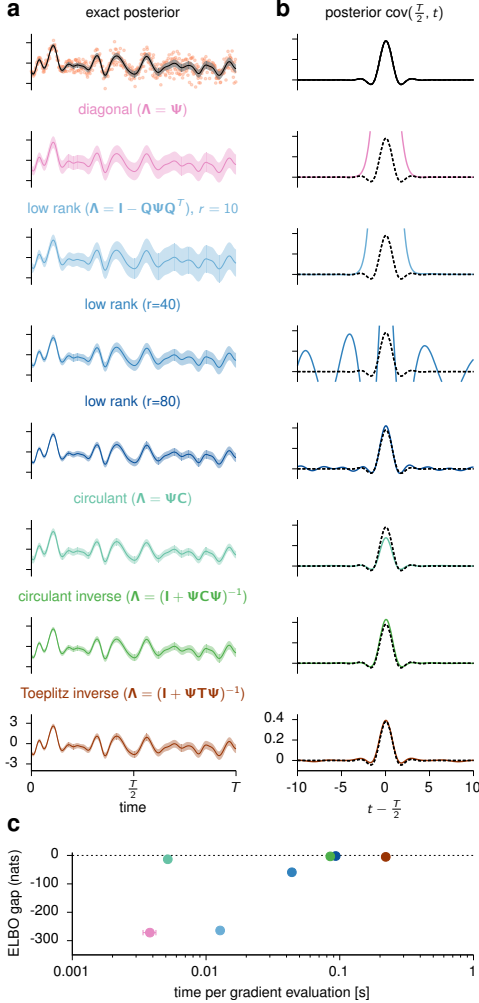 a
b
exact posterior
posterior cov(T/2, t)
diagonal (Λ = Ψ)
low rank (Λ = I − QΨQ^T), r = 10
low rank (r=40)
low rank (r=80)
circulant (Λ = ΨC)
circulant inverse (Λ = (I + ΨCΨ)^−1)
Toeplitz inverse (Λ = (I + ΨTΨ)^−1)
3
0
-3
0
T/2
T
time
0.4
0
-10
-5
0
5
10
t − T/2
c
ELBO gap (nats)
0
-100
-200
-300
0.001
0.01
0.1
1
time per gradient evaluation [s]